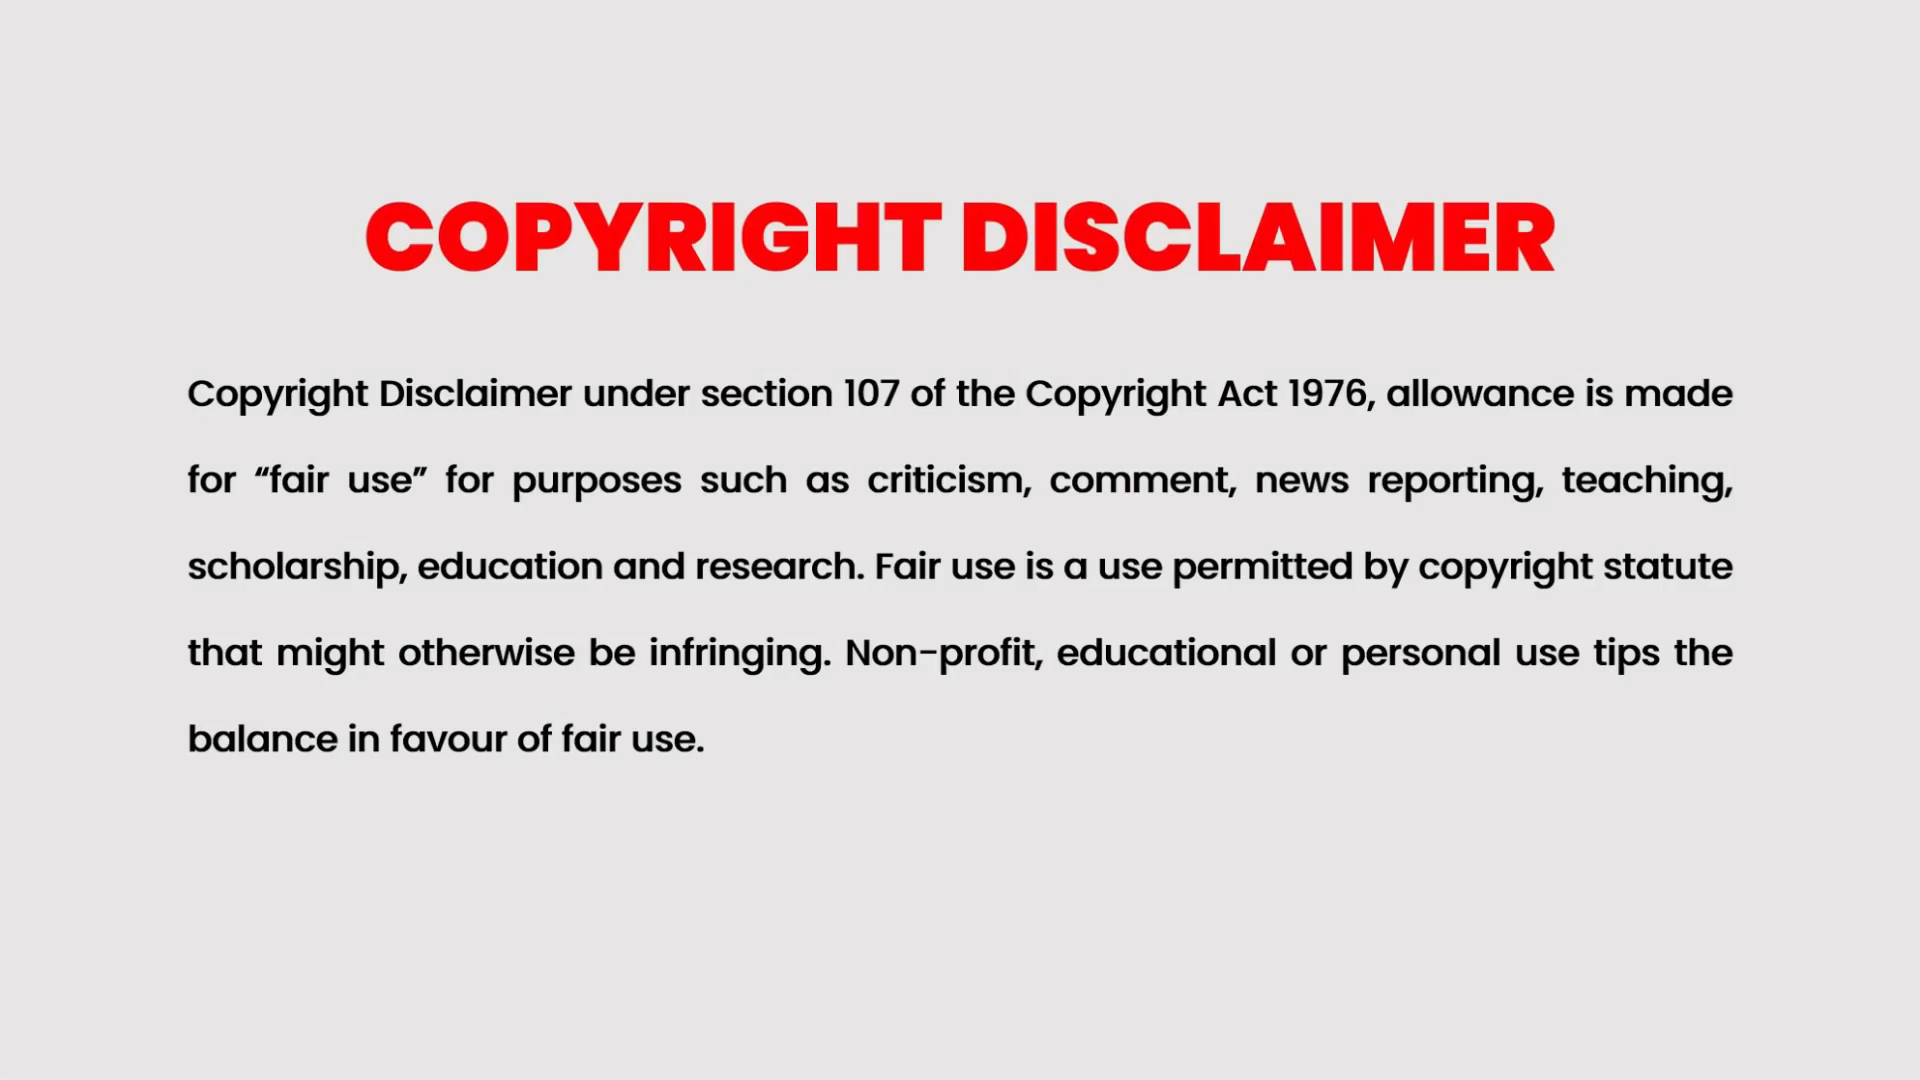 COPYRIGHT DISCLAIMER
Copyright Disclaimer under section 107 of the Copyright Act 1976, allowance is made
for “fair use” for purposes such as criticism, comment, news reporting, teaching,
scholarship, education and research. Fair use is a use permitted by copyright statute
that might otherwise be infringing. Non-profit, educational or personal use tips the
balance in favour of fair use.